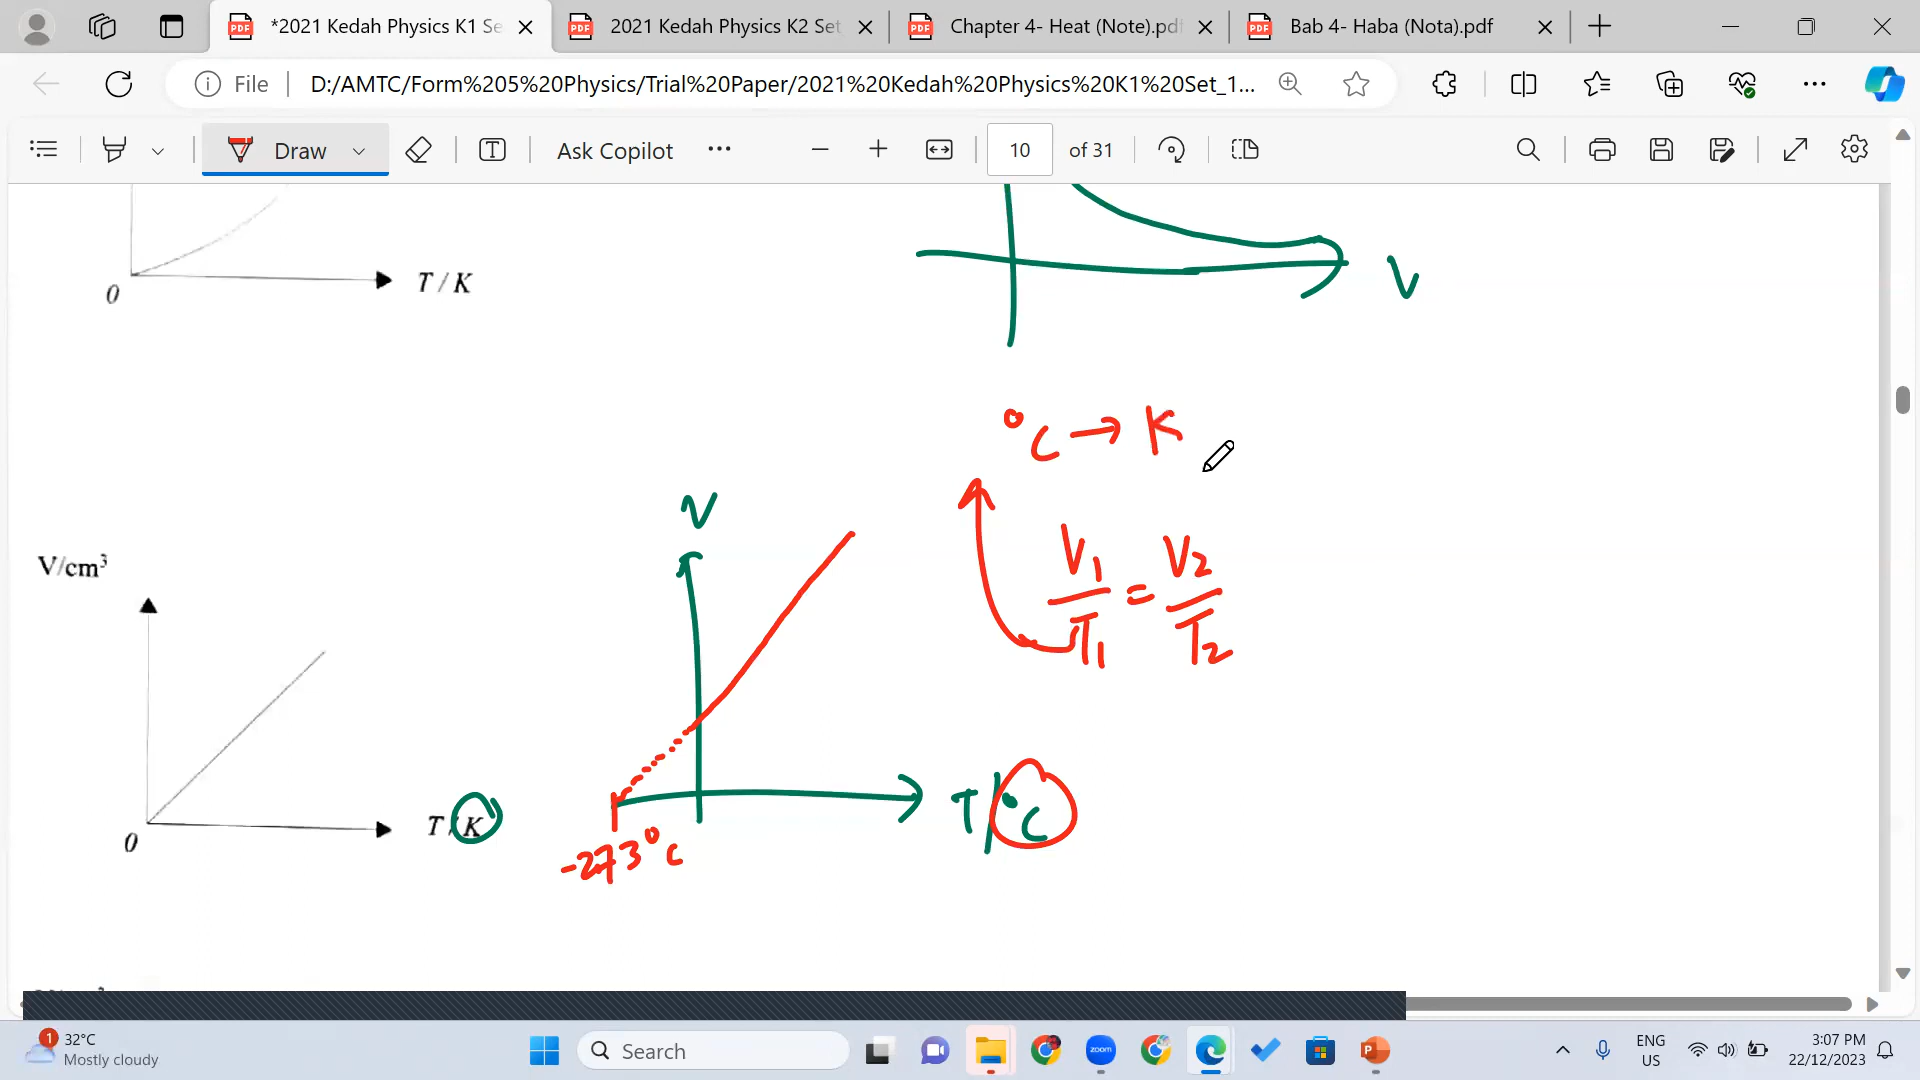 *2021 Kedah Physics K1 Se
2021 Kedah Physics K2 Set
Chapter 4- Heat (Note).pdf
Bab 4- Haba (Nota).pdf
File
D:/AMTC/Form%205%20Physics/Trial%20Paper/2021%20Kedah%20Physics%20K1%20Set_1...
Draw
Ask Copilot
10
of 31
0
T / K
V
°C → K
V
V1/T1 = V2/T2
V/cm³
0
T / K
T/°C
-273°C
1
32°C
Mostly cloudy
Search
zoom
ENG
US
3:07 PM
22/12/2023